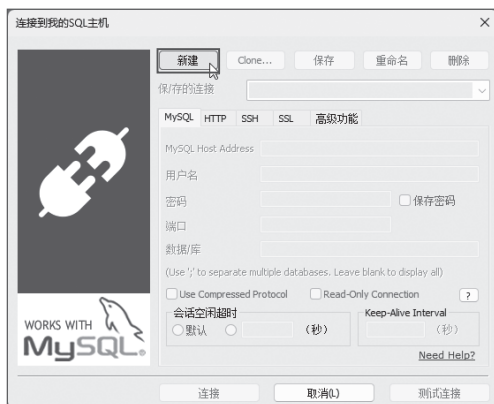 连接到我的SQL主机
新建 Clone... 保存 重命名 删除
保/存的连接
MySQL HTTP SSH SSL 高级功能
MySQL Host Address
用户名
密码 保存密码
端口
数据/库
(Use ';' to separate multiple databases. Leave blank to display all)
Use Compressed Protocol Read-Only Connection ?
会话空闲超时 Keep-Alive Interval
默认 (秒) (秒)
Need Help?
WORKS WITH
MySQL®
连接 取消(L) 测试连接